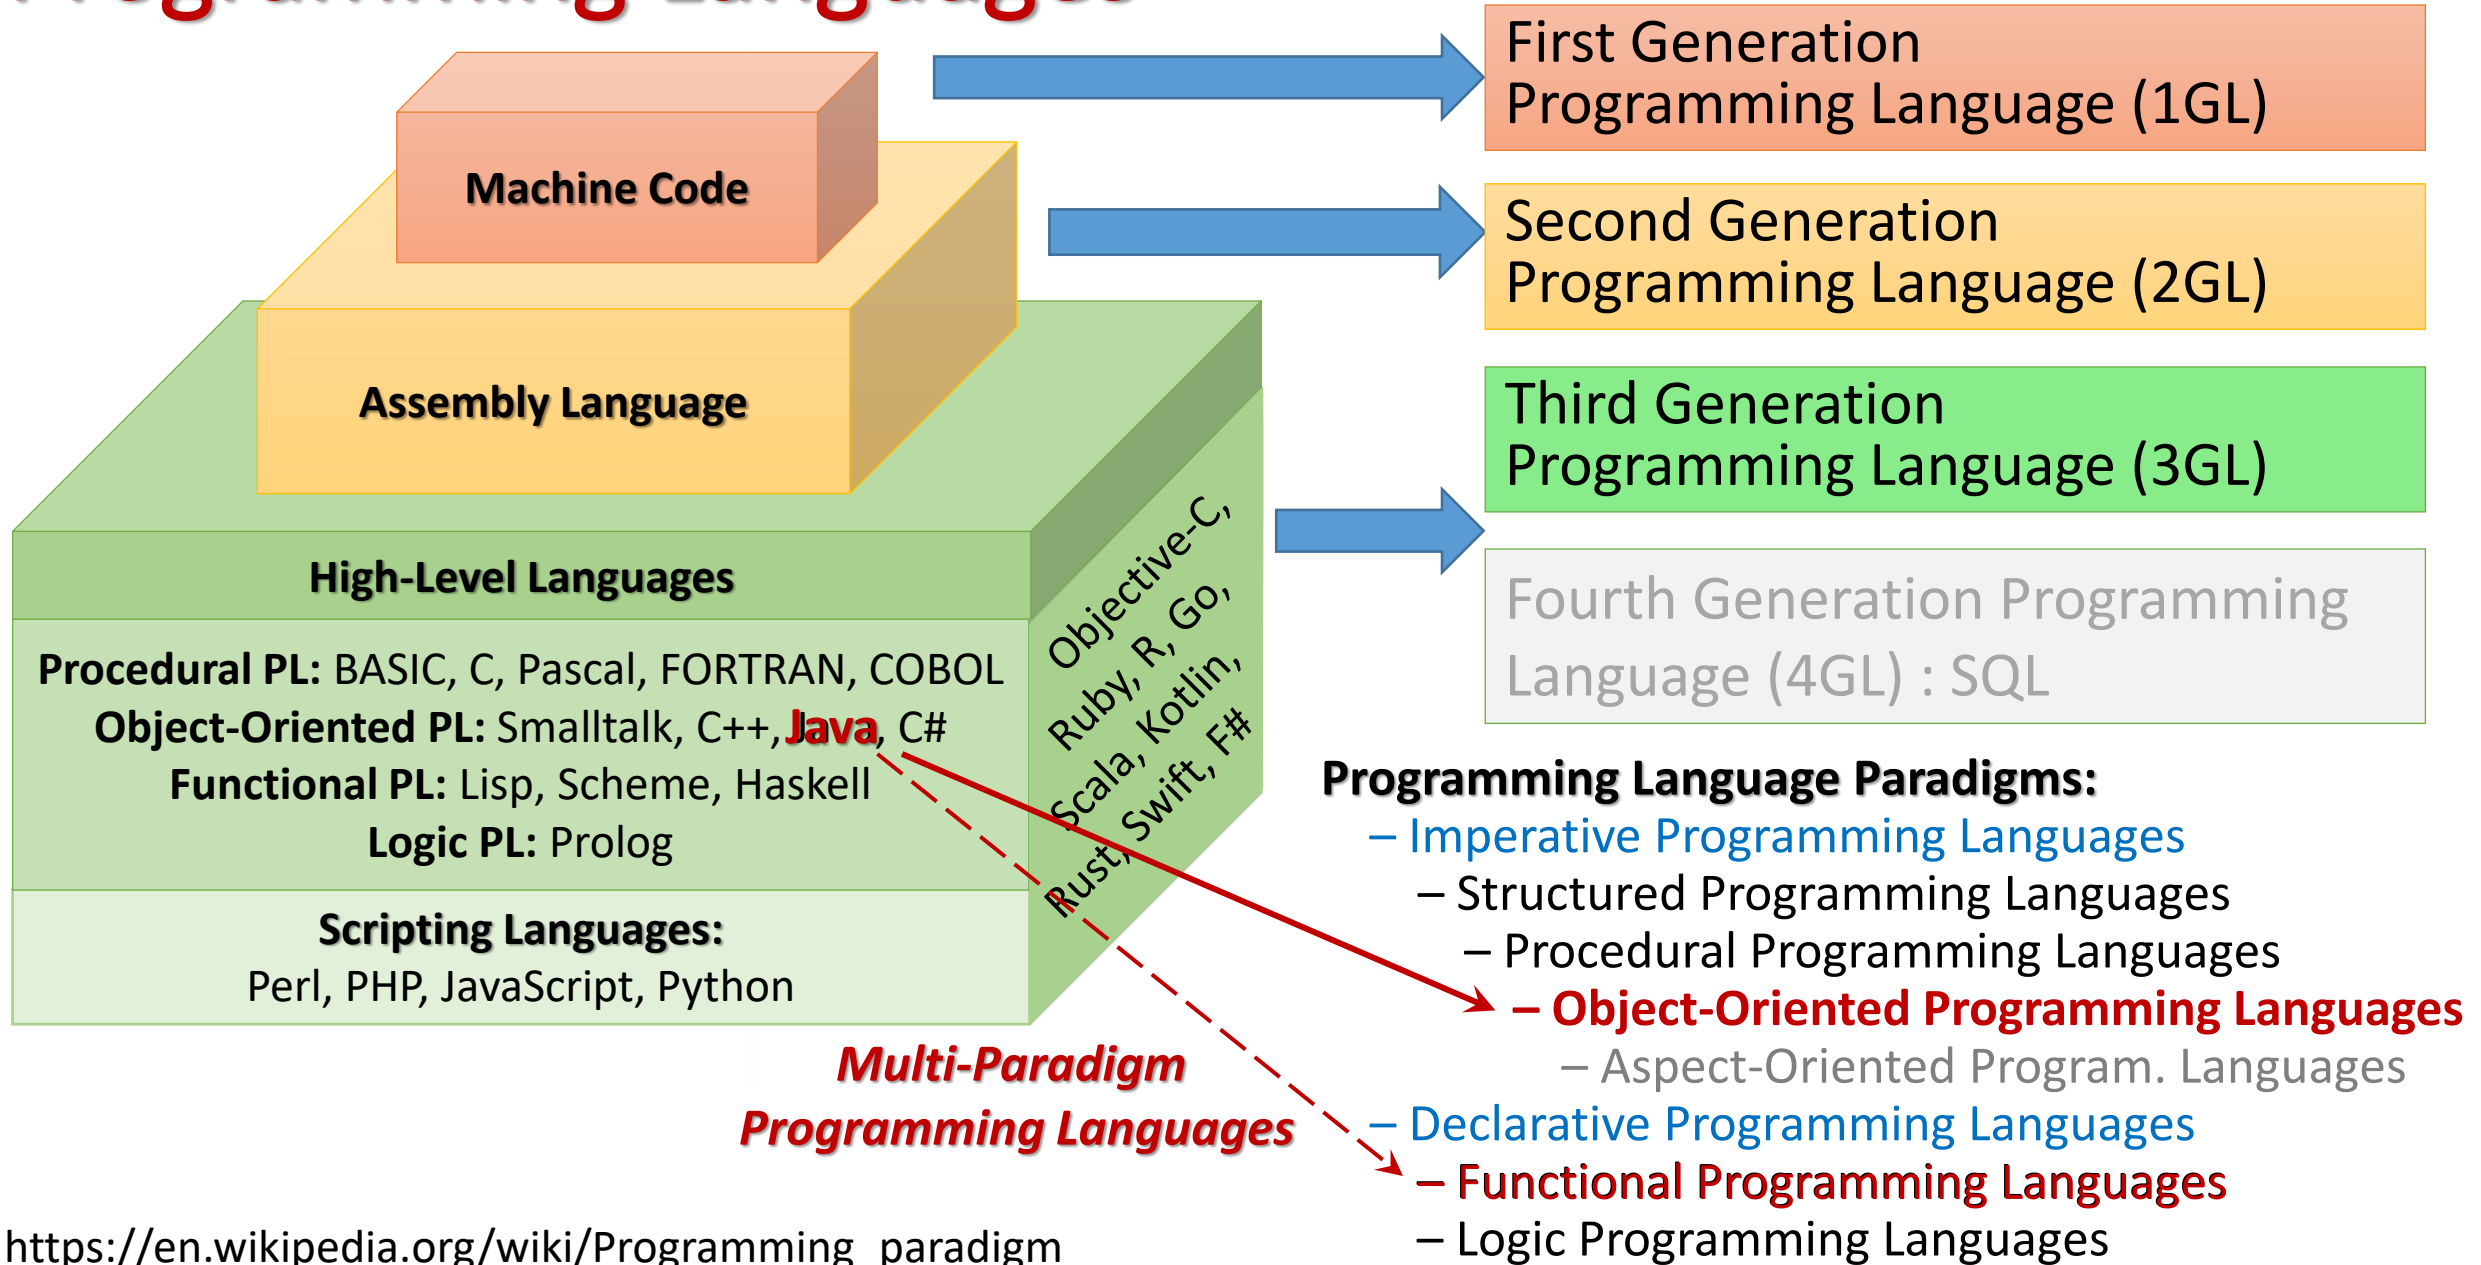 Programming Languages
Machine Code
Assembly Language
High-Level Languages
Procedural PL: BASIC, C, Pascal, FORTRAN, COBOL
Object-Oriented PL: Smalltalk, C++, Java, C#
Functional PL: Lisp, Scheme, Haskell
Logic PL: Prolog
Scripting Languages:
Perl, PHP, JavaScript, Python
Objective-C,
Ruby, R, Go,
Scala, Kotlin,
Rust, Swift, F#
Multi-Paradigm
Programming Languages
First Generation
Programming Language (1GL)
Second Generation
Programming Language (2GL)
Third Generation
Programming Language (3GL)
Fourth Generation Programming
Language (4GL) : SQL
Programming Language Paradigms:
– Imperative Programming Languages
– Structured Programming Languages
– Procedural Programming Languages
– Object-Oriented Programming Languages
– Aspect-Oriented Program. Languages
– Declarative Programming Languages
– Functional Programming Languages
– Logic Programming Languages
https://en.wikipedia.org/wiki/Programming_paradigm